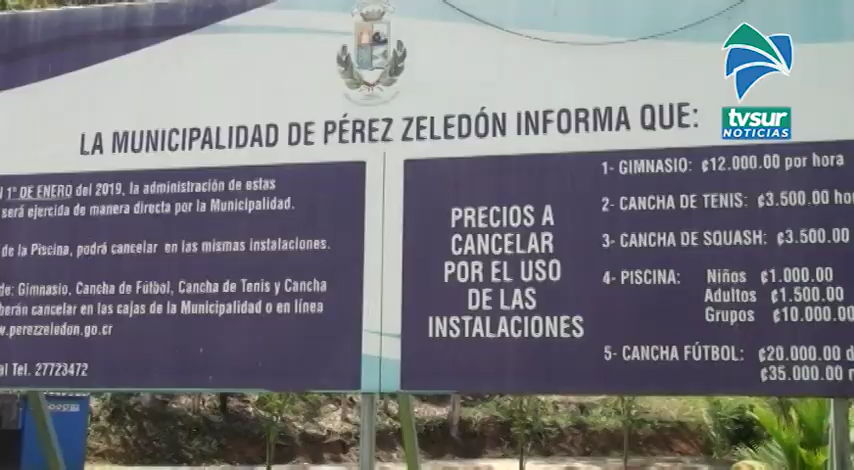 tvsur
NOTICIAS
LA MUNICIPALIDAD DE PÉREZ ZELEDÓN INFORMA QUE:
1° DE ENERO del 2019, la administración de estas
será ejercida de manera directa por la Municipalidad.
de la Piscina, podrá cancelar en las mismas instalaciones.
de: Gimnasio, Cancha de Fútbol, Cancha de Tenis y Cancha
berán cancelar en las cajas de la Municipalidad o en línea
w.perezzeledon.go.cr
al Tel. 27723472
PRECIOS A
CANCELAR
POR EL USO
DE LAS
INSTALACIONES
1- GIMNASIO: ¢12.000.00 por hora
2- CANCHA DE TENIS: ¢3.500.00 hor
3- CANCHA DE SQUASH: ¢3.500.00
4- PISCINA: Niños ¢1.000.00
Adultos ¢1.500.00
Grupos ¢10.000.00
5- CANCHA FÚTBOL: ¢20.000.00 d
¢35.000.00 n